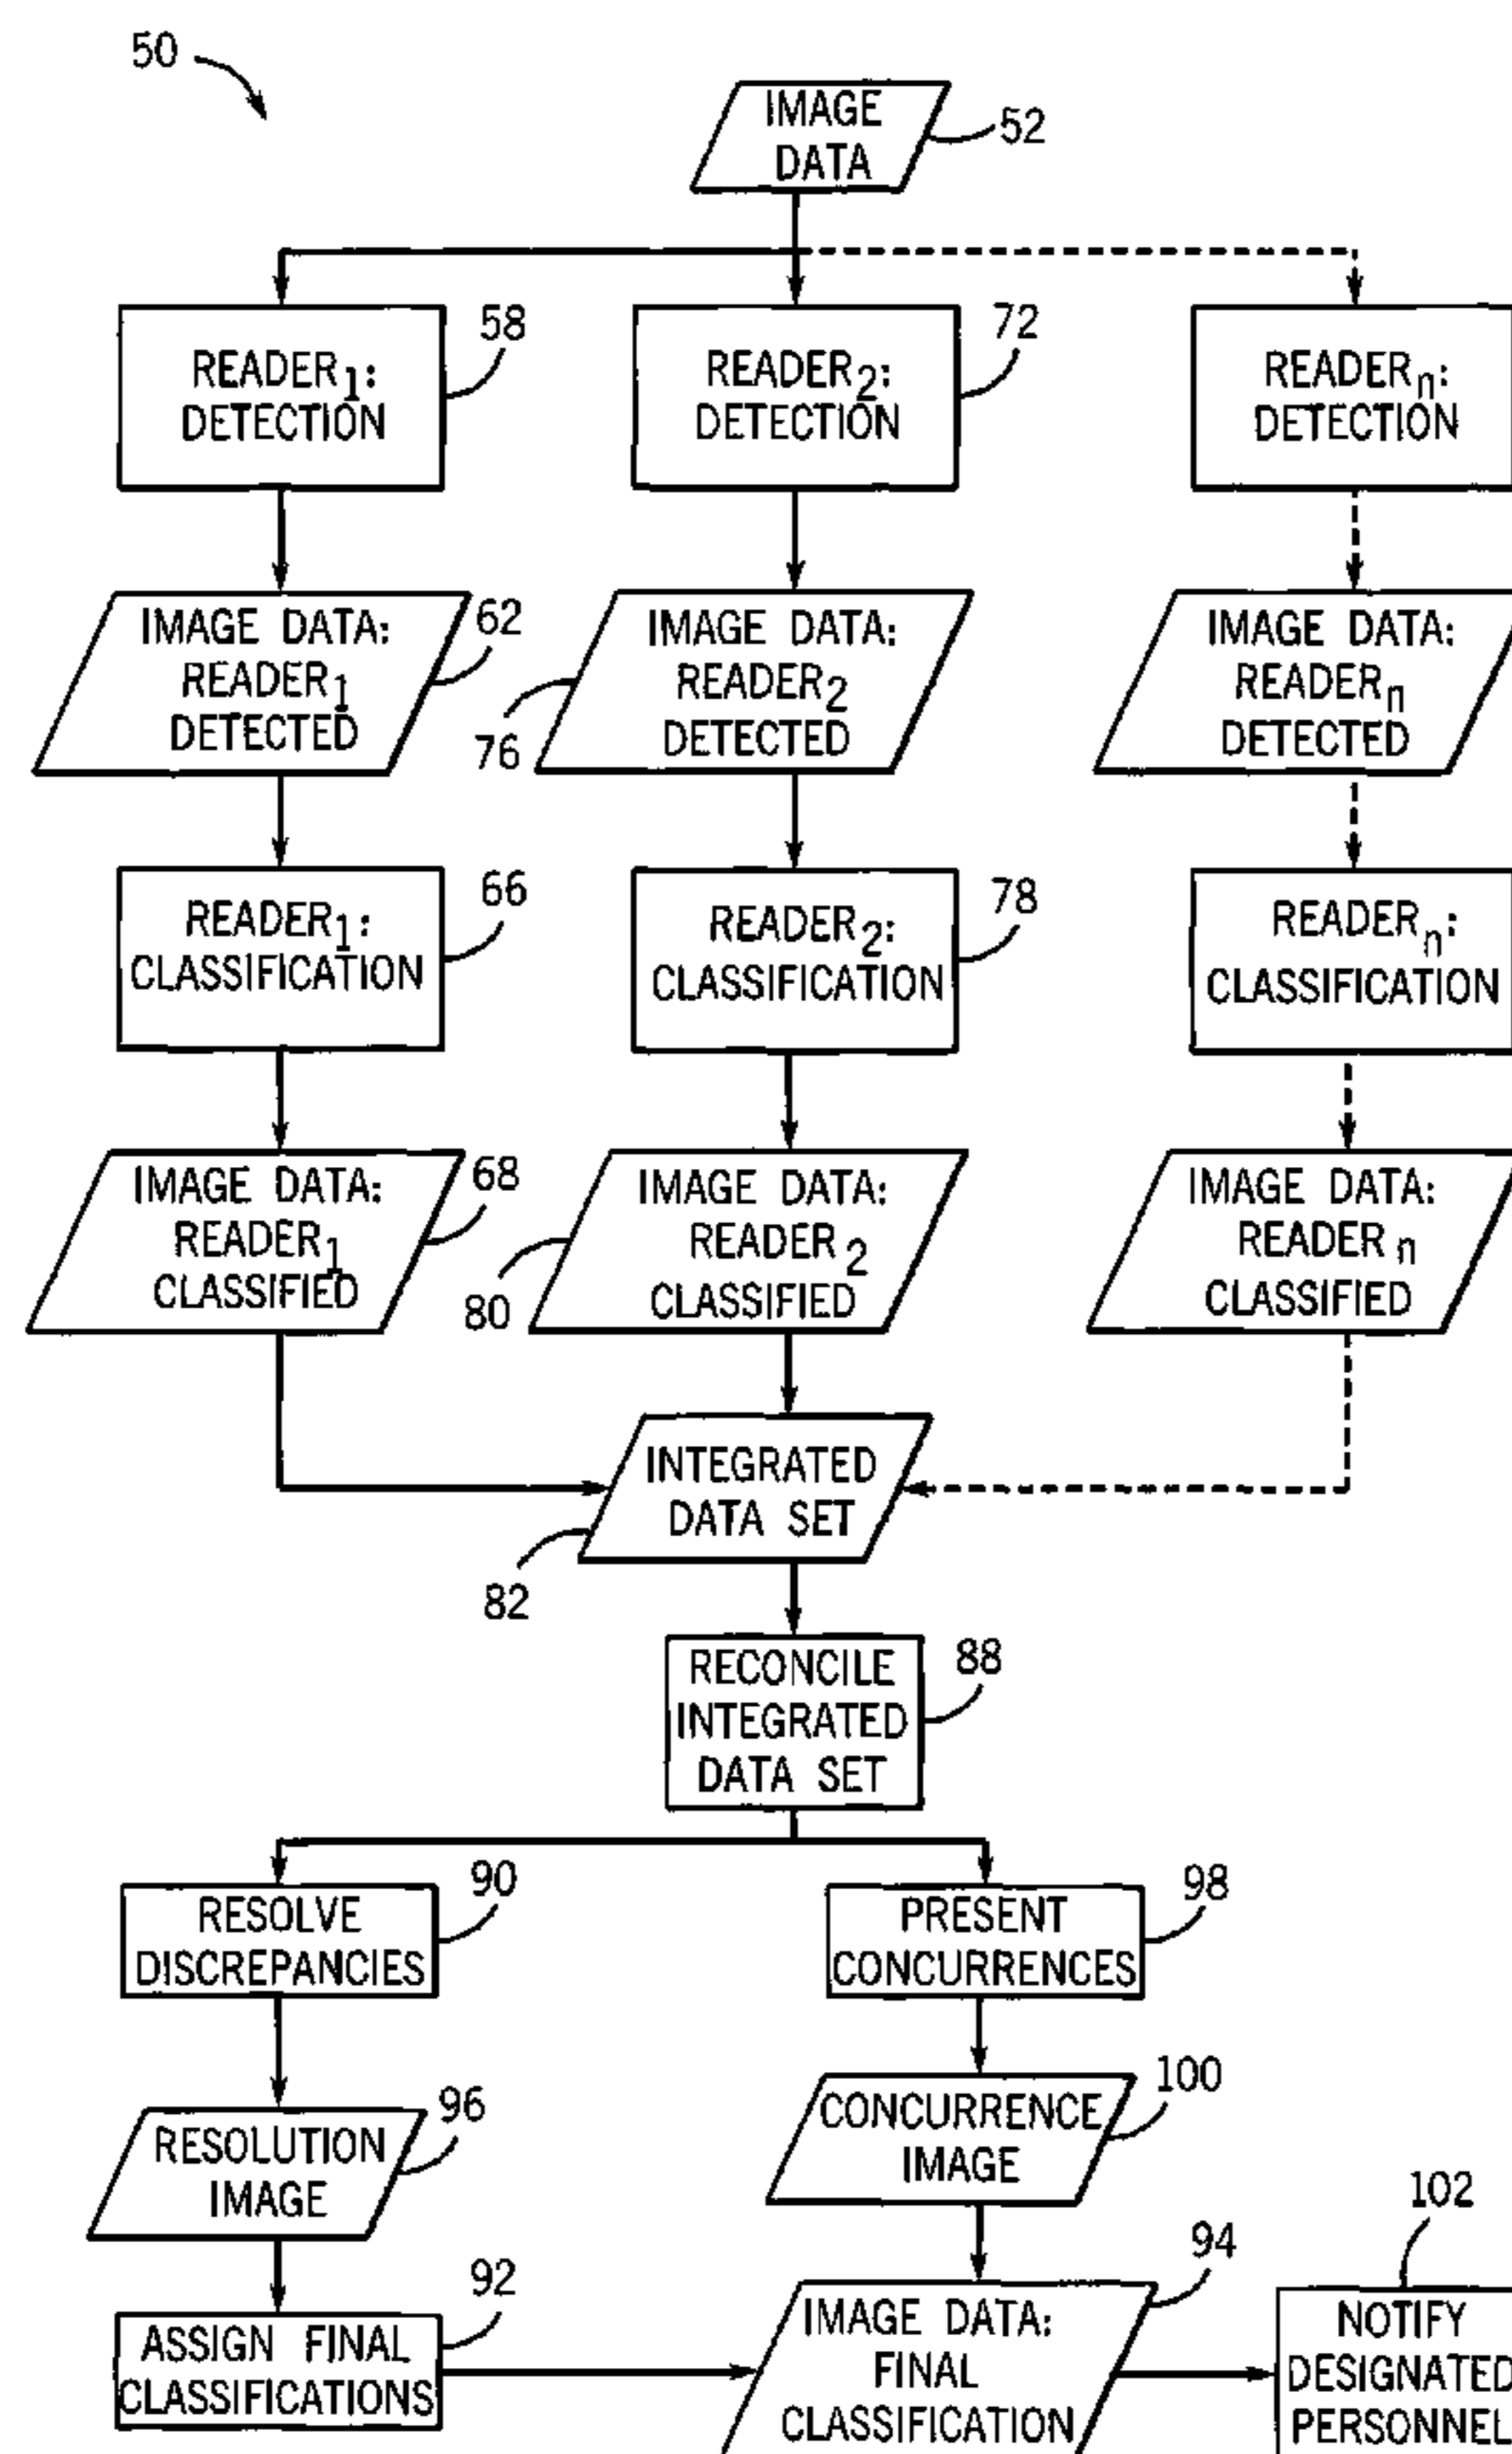 50
IMAGE
DATA
52
READER1:
DETECTION
58
READER2:
DETECTION
72
READERn:
DETECTION
IMAGE DATA:
READER1
DETECTED
62
IMAGE DATA:
READER2
DETECTED
76
IMAGE DATA:
READERn
DETECTED
READER1:
CLASSIFICATION
66
READER2:
CLASSIFICATION
78
READERn:
CLASSIFICATION
IMAGE DATA:
READER1
CLASSIFIED
68
IMAGE DATA:
READER2
CLASSIFIED
80
IMAGE DATA:
READERn
CLASSIFIED
INTEGRATED
DATA SET
82
RECONCILE
INTEGRATED
DATA SET
88
RESOLVE
DISCREPANCIES
90
PRESENT
CONCURRENCES
98
RESOLUTION
IMAGE
96
CONCURRENCE
IMAGE
100
ASSIGN FINAL
CLASSIFICATIONS
92
IMAGE DATA:
FINAL
CLASSIFICATION
94
NOTIFY
DESIGNATED
PERSONNEL
102